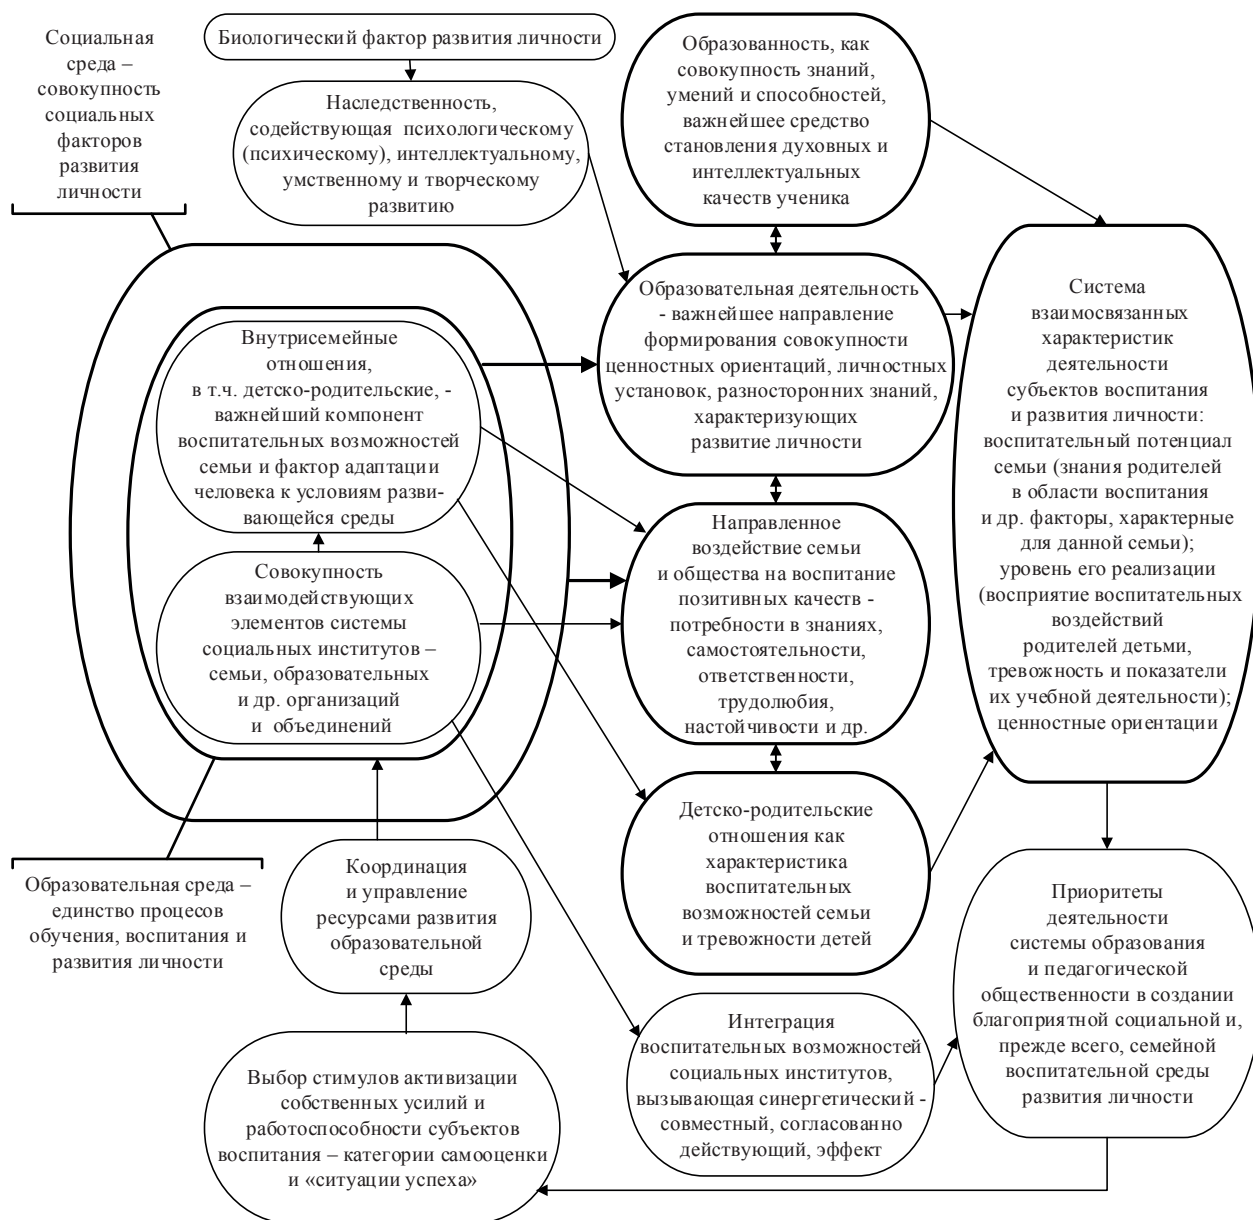 Социальная
среда –
совокупность
социальных
факторов
развития
личности
Биологический фактор развития личности
Наследственность,
содействующая психологическому
(психическому), интеллектуальному,
умственному и творческому
развитию
Образованность, как
совокупность знаний,
умений и способностей,
важнейшее средство
становления духовных и
интеллектуальных
качеств ученика
Внутрисемейные
отношения,
в т.ч. детско-родительские, -
важнейший компонент
воспитательных возможностей
семьи и фактор адаптации
человека к условиям разви-
вающейся среды
Совокупность
взаимодействующих
элементов системы
социальных институтов –
семьи, образовательных
и др. организаций
и объединений
Образовательная деятельность
- важнейшее направление
формирования совокупности
ценностных ориентаций, личностных
установок, разносторонних знаний,
характеризующих
развитие личности
Направленное
воздействие семьи
и общества на воспитание
позитивных качеств -
потребности в знаниях,
самостоятельности,
ответственности,
трудолюбия,
настойчивости и др.
Система
взаимосвязанных
характеристик
деятельности
субъектов воспитания
и развития личности:
воспитательный потенциал
семьи (знания родителей
в области воспитания
и др. факторы, характерные
для данной семьи);
уровень его реализации
(восприятие воспитательных
воздействий
родителей детьми,
тревожность и показатели
их учебной деятельности);
ценностные ориентации
Образовательная среда –
единство процесов
обучения, воспитания и
развития личности
Координация
и управление
ресурсами развития
образовательной
среды
Детско-родительские
отношения как
характеристика
воспитательных
возможностей семьи
и тревожности детей
Приоритеты
деятельности
системы образования
и педагогической
общественности в создании
благоприятной социальной и,
прежде всего, семейной
воспитательной среды
развития личности
Выбор стимулов активизации
собственных усилий и
работоспособности субъектов
воспитания – категории самооценки
и «ситуации успеха»
Интеграция
воспитательных возможностей
социальных институтов,
вызывающая синергетический -
совместный, согласованно
действующий, эффект